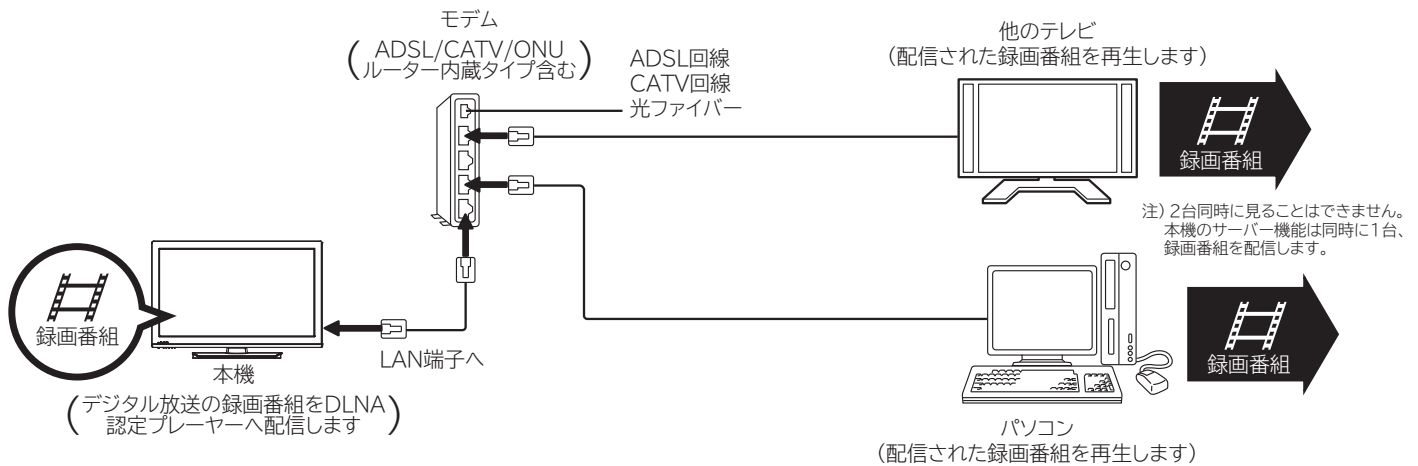 モデム
(ADSL/CATV/ONU
ルーター内蔵タイプ含む)
ADSL回線
CATV回線
光ファイバー
他のテレビ
(配信された録画番組を再生します)
録画番組
注) 2台同時に見ることはできません。
本機のサーバー機能は同時に1台、
録画番組を配信します。
録画番組
本機
(デジタル放送の録画番組をDLNA
認定プレーヤーへ配信します)
LAN端子へ
録画番組
パソコン
(配信された録画番組を再生します)